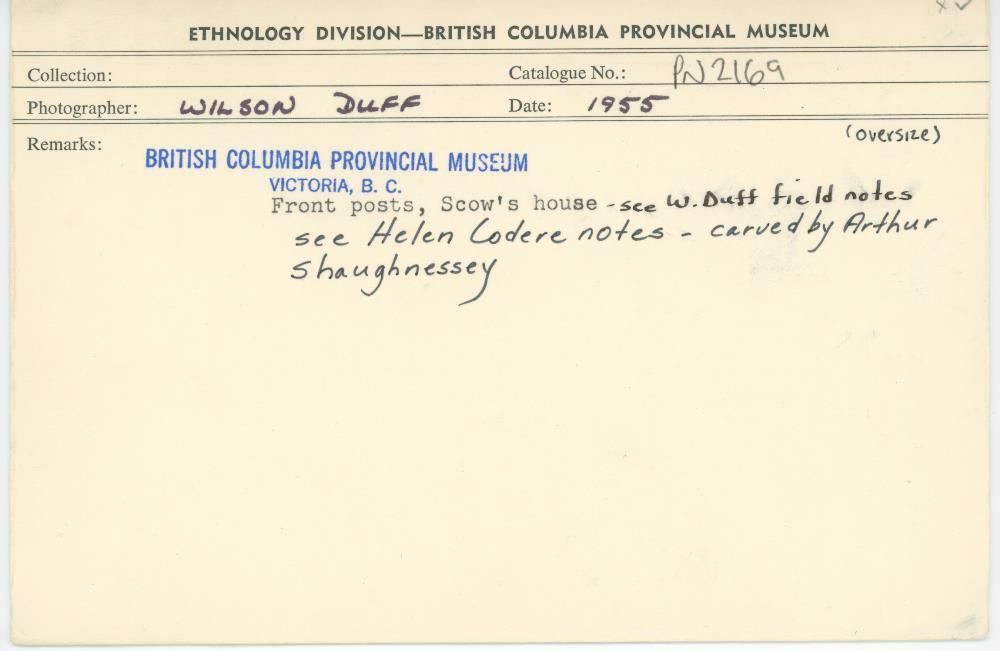 ETHNOLOGY DIVISION—BRITISH COLUMBIA PROVINCIAL MUSEUM
Collection: Catalogue No.: PN2169
Photographer: WILSON DUFF Date: 1955
(oversize)
Remarks:
BRITISH COLUMBIA PROVINCIAL MUSEUM
VICTORIA, B. C.
Front posts, Scow's house - see W. Duff field notes
see Helen Codere notes - carved by Arthur
Shaughnessey